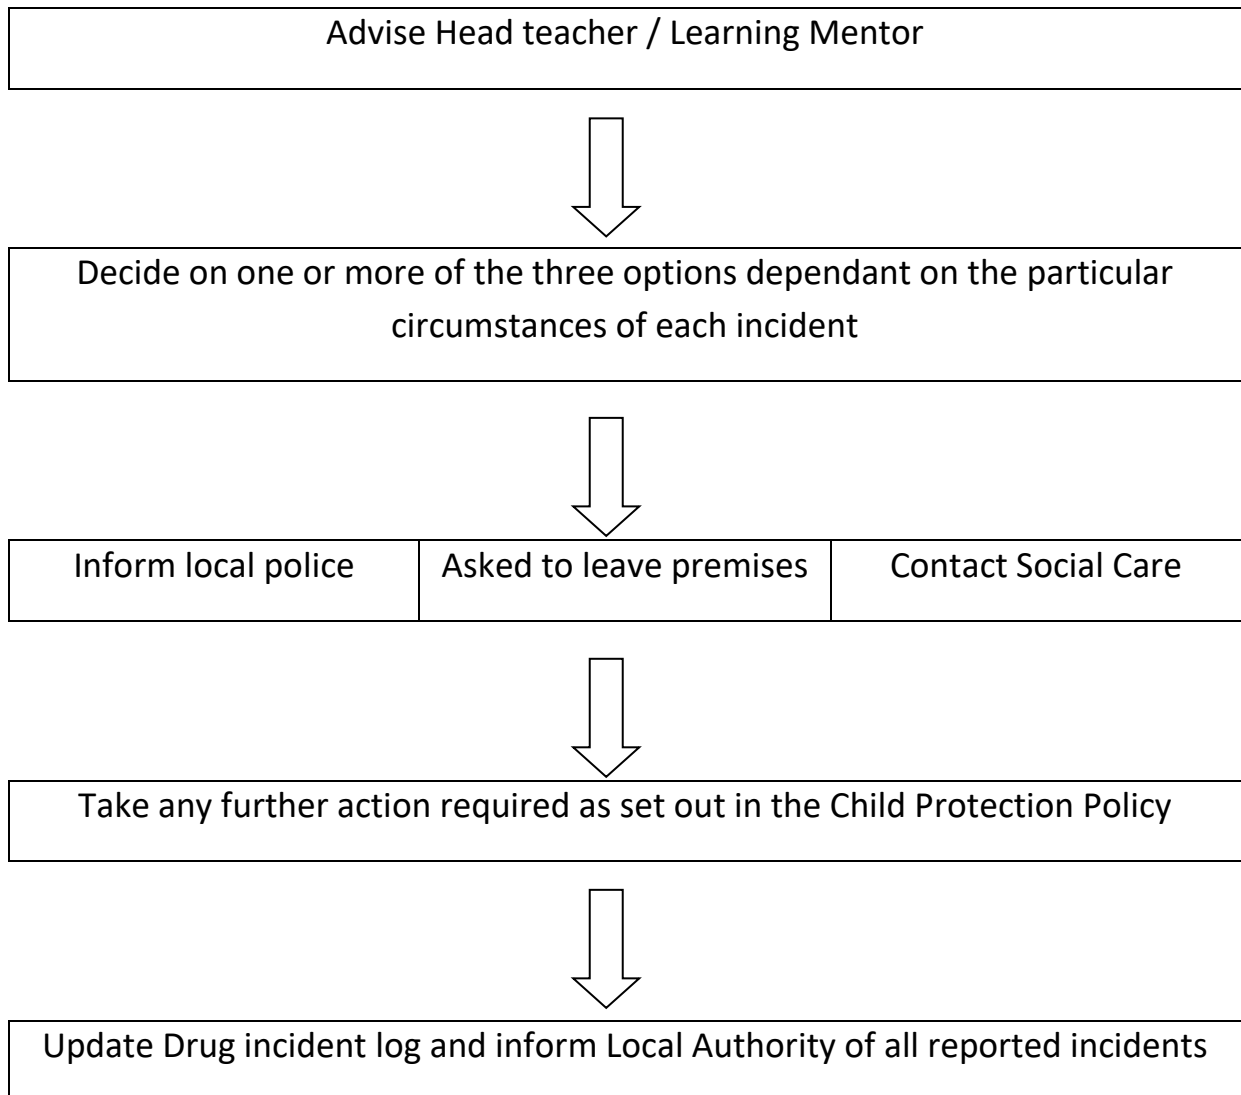 Advise Head teacher / Learning Mentor
Decide on one or more of the three options dependant on the particular
circumstances of each incident
Inform local police
Asked to leave premises
Contact Social Care
Take any further action required as set out in the Child Protection Policy
Update Drug incident log and inform Local Authority of all reported incidents